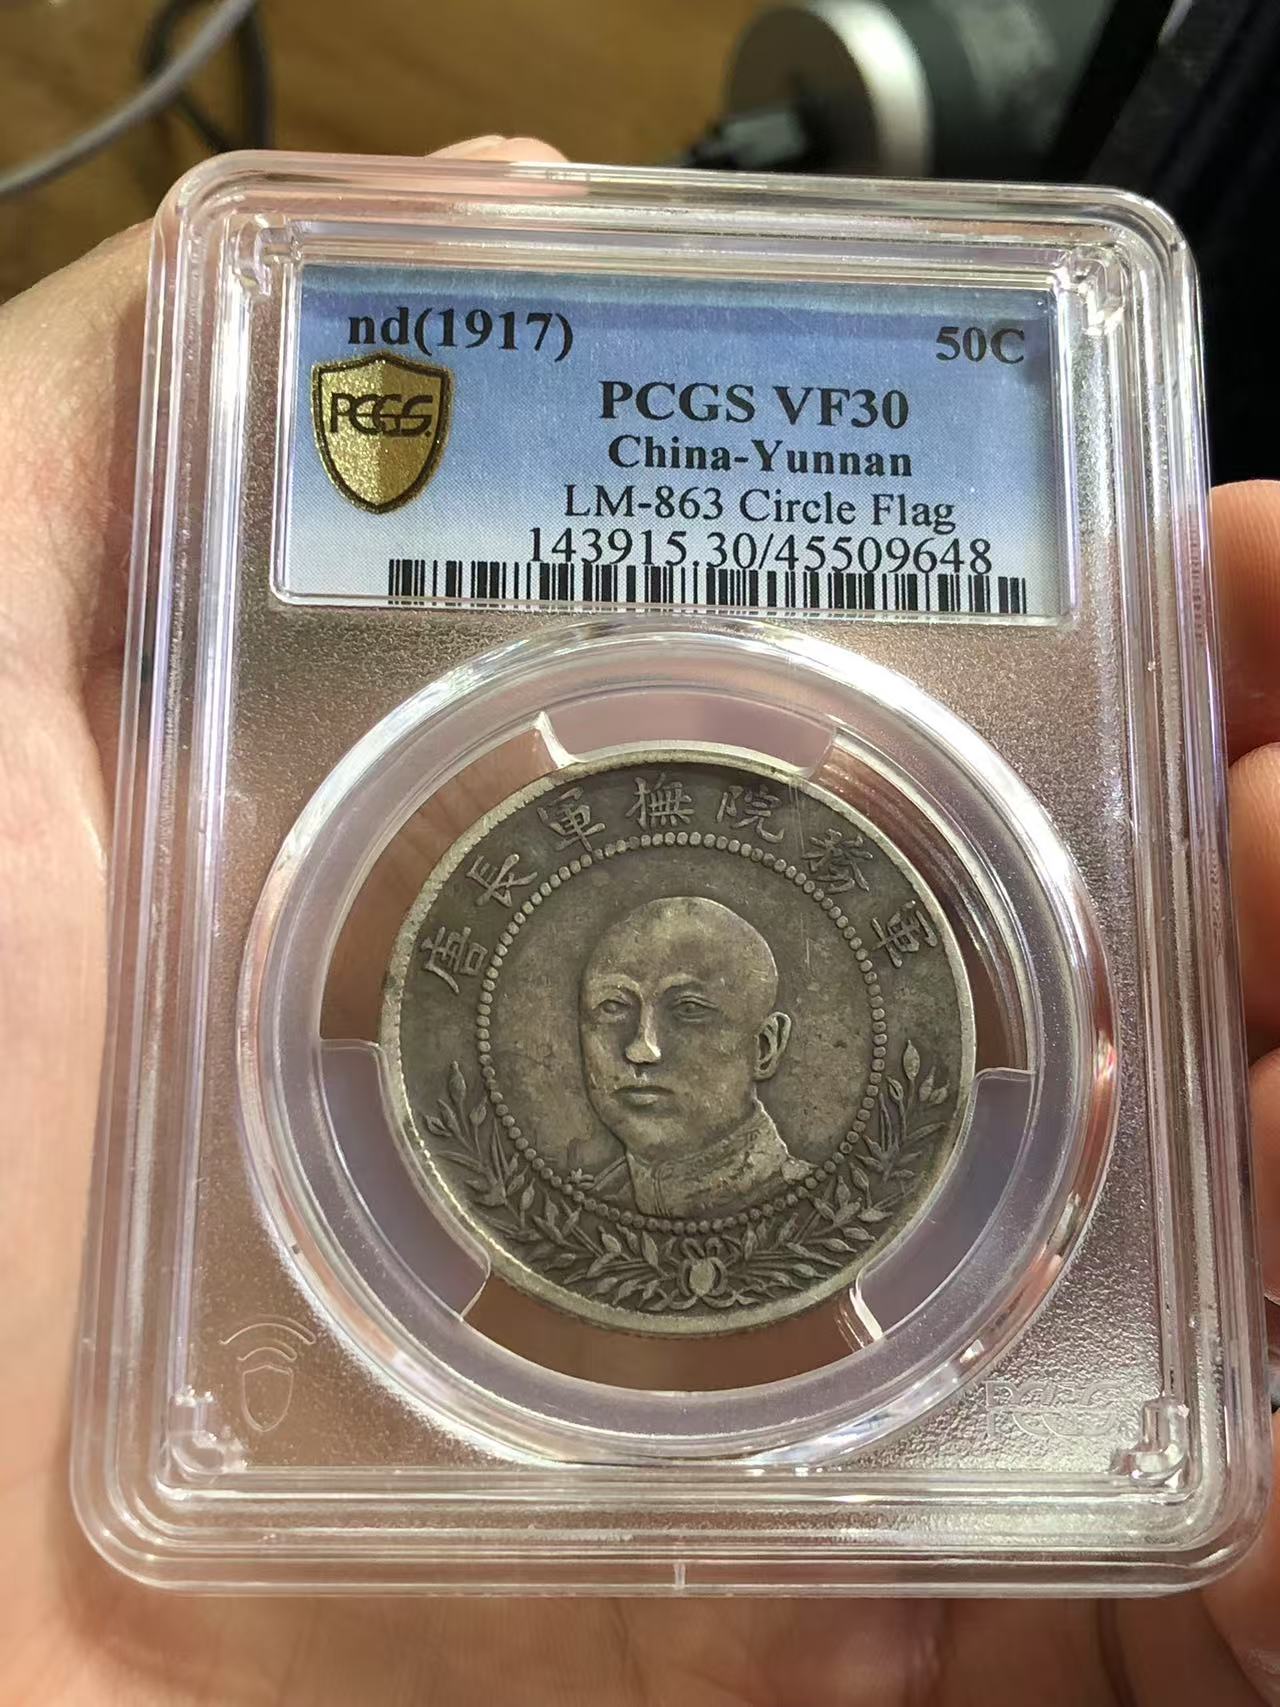 nd(1917)
50C
PCGS
PCGS VF30
China-Yunnan
LM-863 Circle Flag
143915.30/45509648
軍務院撫軍長唐
PCGS